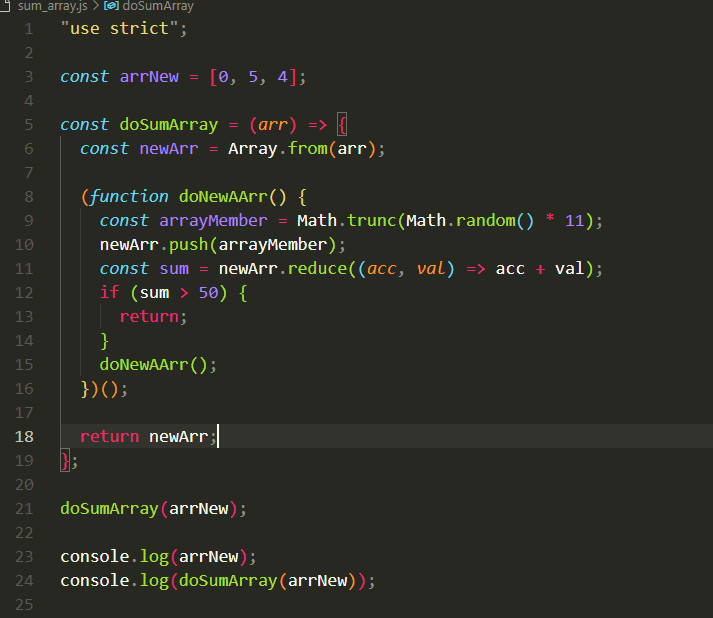 sum_array.js > doSumArray
1 "use strict";
2
3 const arrNew = [0, 5, 4];
4
5 const doSumArray = (arr) => {
6 const newArr = Array.from(arr);
7
8 (function doNewAArr() {
9 const arrayMember = Math.trunc(Math.random() * 11);
10 newArr.push(arrayMember);
11 const sum = newArr.reduce((acc, val) => acc + val);
12 if (sum > 50) {
13 return;
14 }
15 doNewAArr();
16 })();
17
18 return newArr;
19 };
20
21 doSumArray(arrNew);
22
23 console.log(arrNew);
24 console.log(doSumArray(arrNew));
25